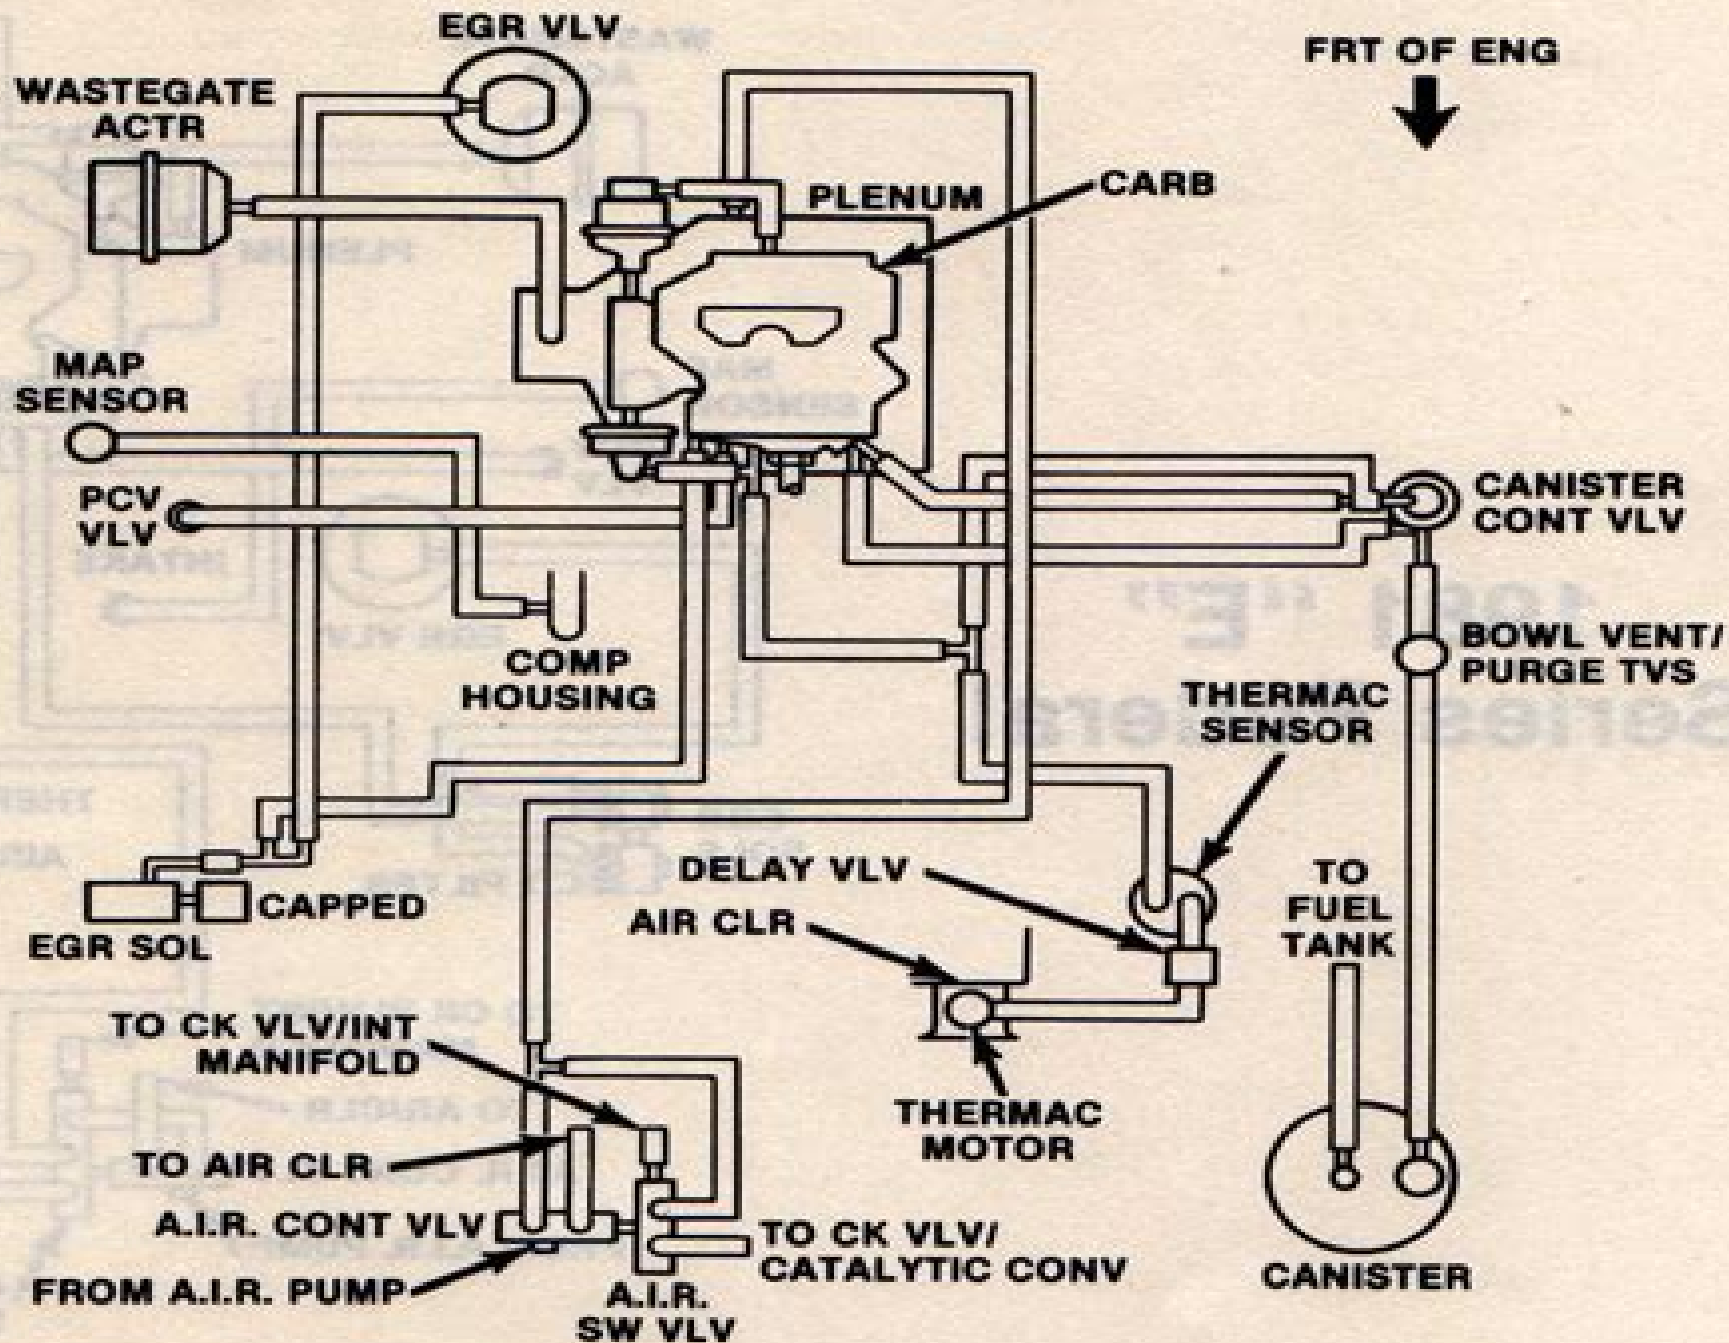 EGR VLV
FRT OF ENG
WASTEGATE
ACTR
PLENUM
CARB
MAP
SENSOR
PCV
VLV
CANISTER
CONT VLV
COMP
HOUSING
BOWL VENT/
PURGE TVS
THERMAC
SENSOR
DELAY VLV
AIR CLR
TO
FUEL
TANK
CAPPED
EGR SOL
TO CK VLV/INT
MANIFOLD
THERMAC
MOTOR
TO AIR CLR
A.I.R. CONT VLV
TO CK VLV/
CATALYTIC CONV
FROM A.I.R. PUMP
A.I.R.
SW VLV
CANISTER